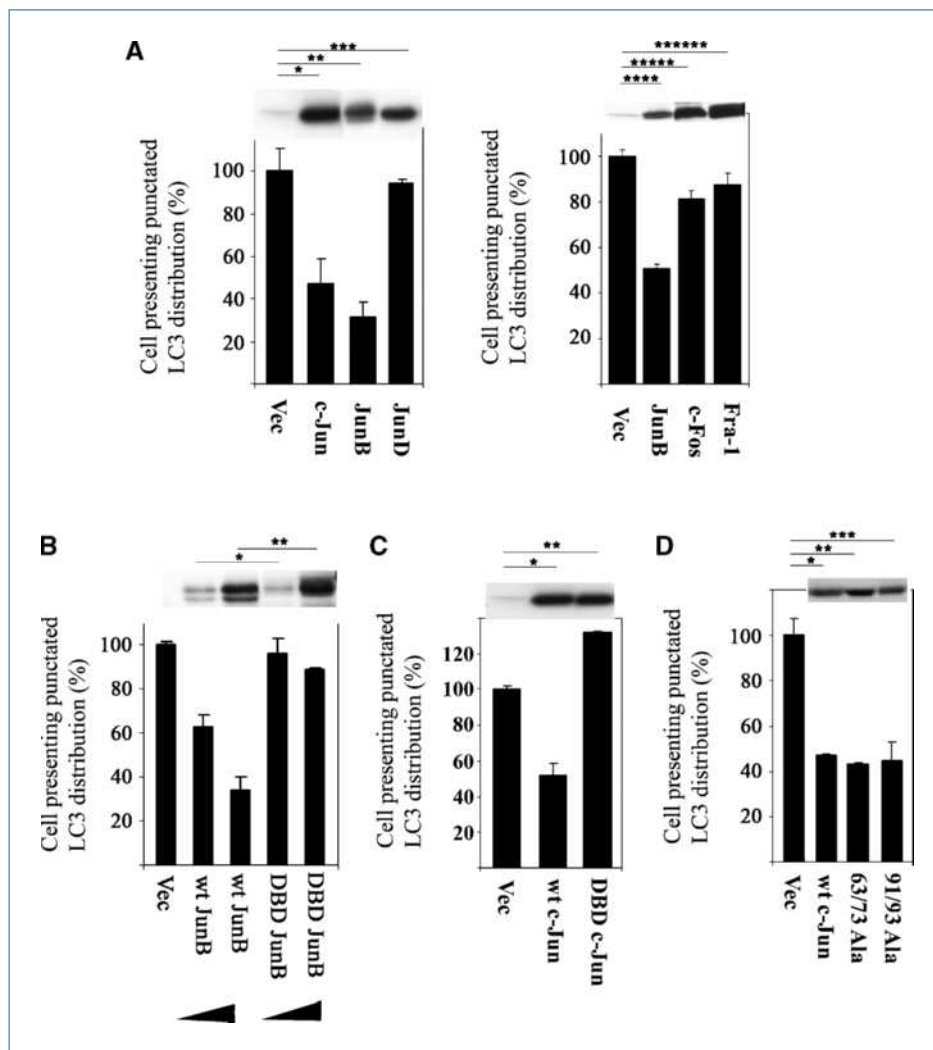 A
***
**
*
Cell presenting punctated
LC3 distribution (%)
100
80
60
40
20
Vec
c-Jun
JunB
JunD
******
*****
****
Cell presenting punctated
LC3 distribution (%)
100
80
60
40
20
Vec
JunB
c-Fos
Fra-1
B
**
*
Cell presenting punctated
LC3 distribution (%)
100
80
60
40
20
Vec
wt JunB
wt JunB
DBD JunB
DBD JunB
C
**
*
Cell presenting punctated
LC3 distribution (%)
120
100
80
60
40
20
Vec
wt c-Jun
DBD c-Jun
D
***
**
*
Cell presenting punctated
LC3 distribution (%)
100
80
60
40
20
Vec
wt c-Jun
63/73 Ala
91/93 Ala